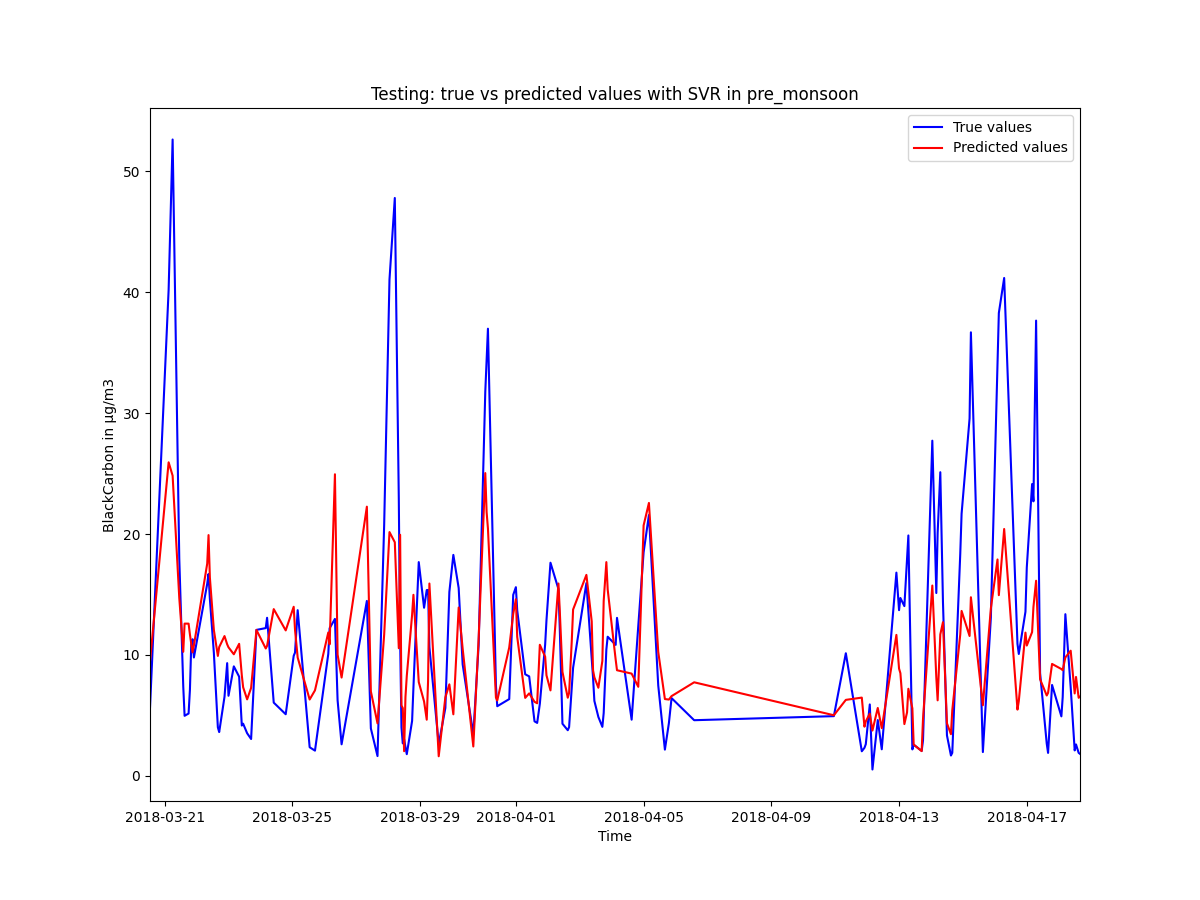 Testing: true vs predicted values with SVR in pre_monsoon
True values
Predicted values
50
40
30
20
10
0
BlackCarbon in µg/m3
2018-03-21 2018-03-25 2018-03-29 2018-04-01 2018-04-05 2018-04-09 2018-04-13 2018-04-17
Time